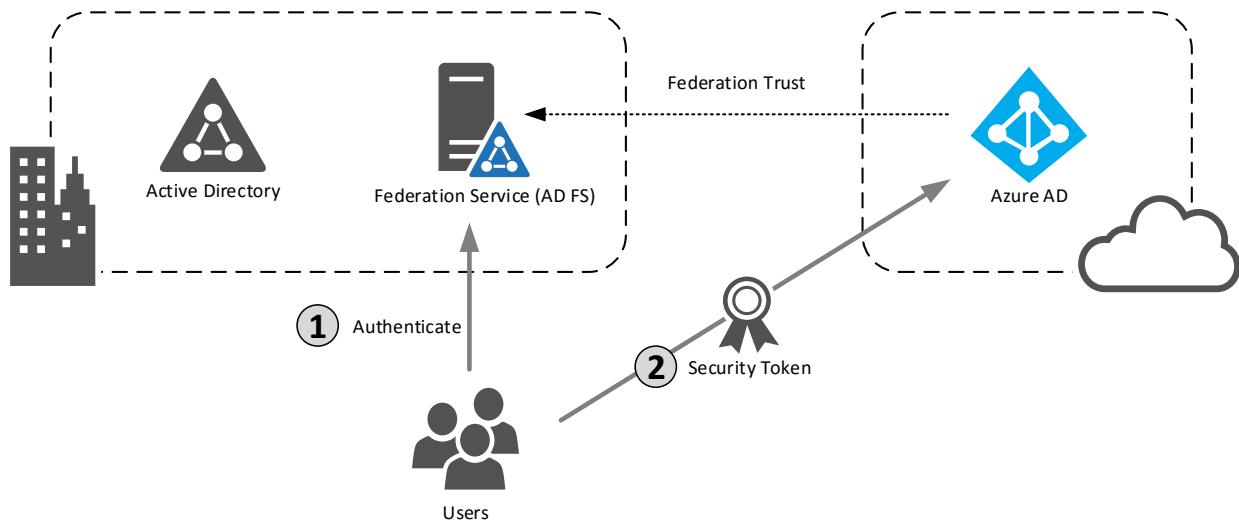 Federation Trust
Active Directory
Federation Service (AD FS)
Azure AD
1
Authenticate
2
Security Token
Users